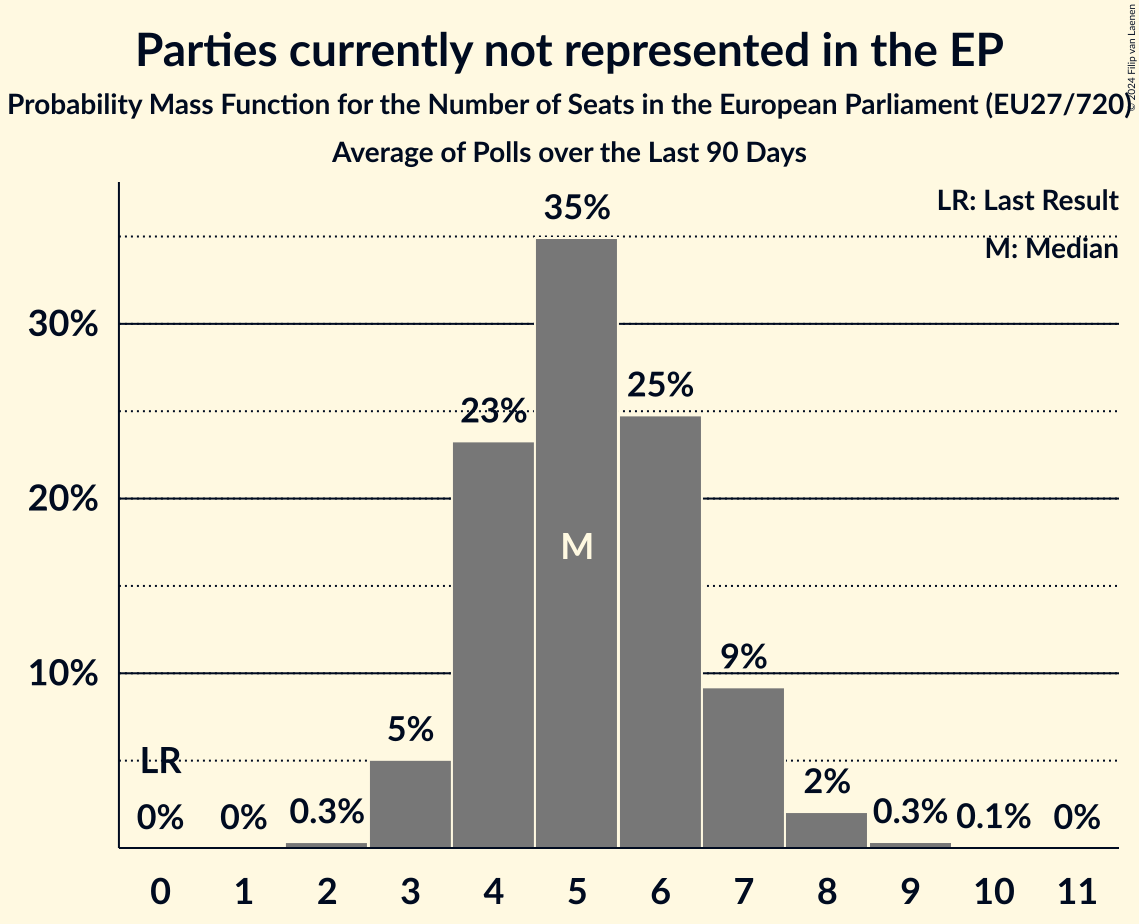 © 2024 Filip van Laenen
Parties currently not represented in the EP
Probability Mass Function for the Number of Seats in the European Parliament (EU27/720)
Average of Polls over the Last 90 Days
LR: Last Result
M: Median
35%
30%
25%
23%
20%
M
9%
10%
5%
LR
2%
0%
0%
0.3%
0.3%
0.1%
0%
0 1 2 3 4 5 6 7 8 9 10 11